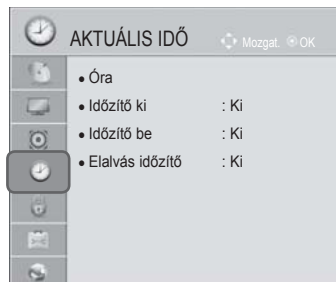 AKTUÁLIS IDŐ Mozgat. OK
• Óra
• Időzítő ki : Ki
• Időzítő be : Ki
• Elalvás időzítő : Ki